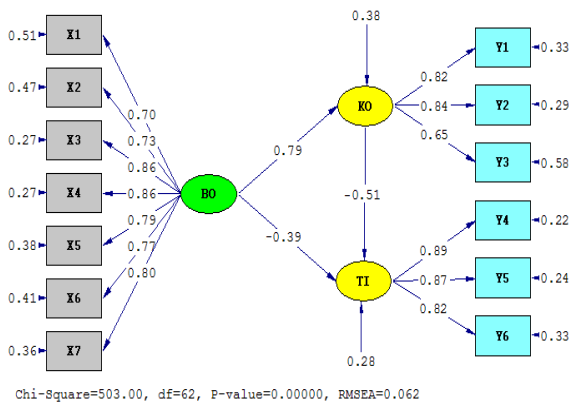 0.38
0.51 X1
Y1 0.33
0.47 X2
0.82
KO
0.84 Y2 0.29
0.70
0.73
0.65
0.27 X3
0.86
0.79
Y3 0.58
0.27 X4
0.86
BO
-0.51
0.79
Y4 0.22
0.38 X5
0.77
-0.39
0.89
0.80
TI
0.87 Y5 0.24
0.41 X6
0.82
Y6 0.33
0.36 X7
0.28
Chi-Square=503.00, df=62, P-value=0.00000, RMSEA=0.062